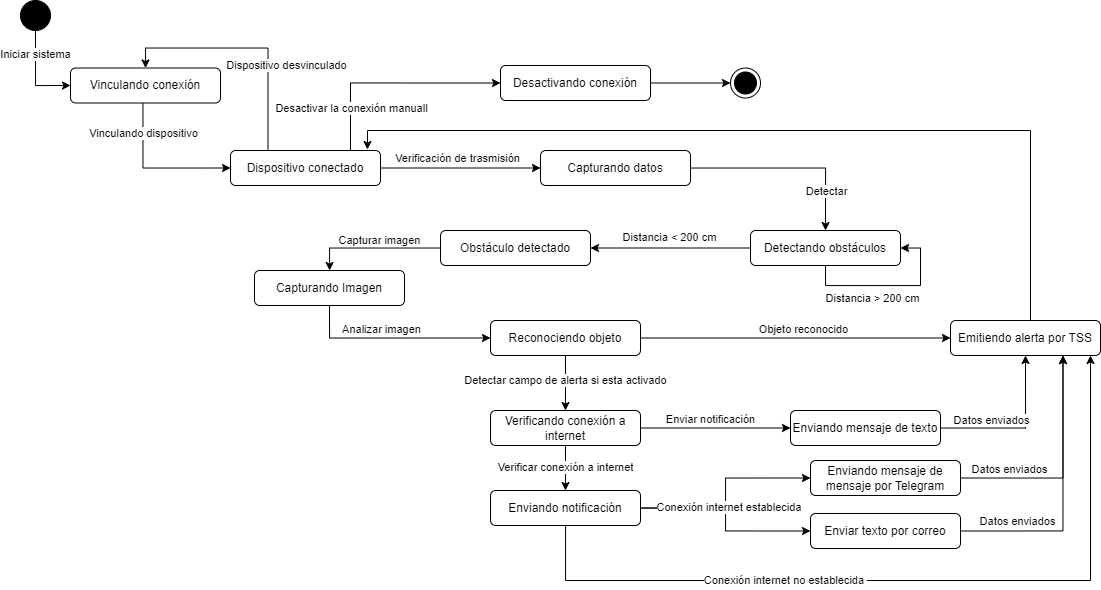 Iniciar sistema
Dispositivo desvinculado
Vinculando conexión
Desactivando conexión
Desactivar la conexión manuall
Vinculando dispositivo
Dispositivo conectado
Verificación de trasmisión
Capturando datos
Detectar
Capturar imagen
Obstáculo detectado
Distancia < 200 cm
Detectando obstáculos
Capturando Imagen
Distancia > 200 cm
Analizar imagen
Reconociendo objeto
Objeto reconocido
Emitiendo alerta por TSS
Detectar campo de alerta si esta activado
Verificando conexión a
internet
Enviar notificación
Enviando mensaje de texto
Datos enviados
Verificar conexión a internet
Enviando mensaje de
mensaje por Telegram
Datos enviados
Enviando notificación
Conexión internet establecida
Enviar texto por correo
Datos enviados
Conexión internet no establecida